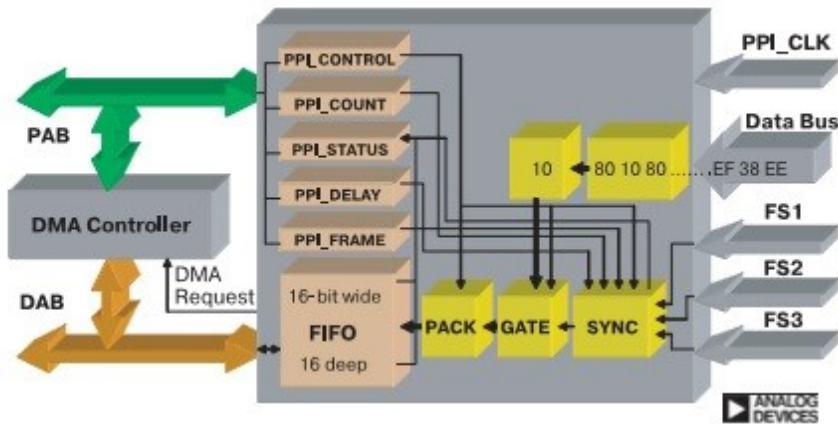 PPI_CONTROL
PPI_CLK
PAB
PPI_COUNT
Data Bus
PPI_STATUS
10
80 10 80 ......EF 38 EE
DMA Controller
PPI_DELAY
FS1
PPI_FRAME
DAB
DMA
Request
16-bit wide
FIFO
16 deep
PACK
GATE
SYNC
FS2
FS3
ANALOG
DEVICES